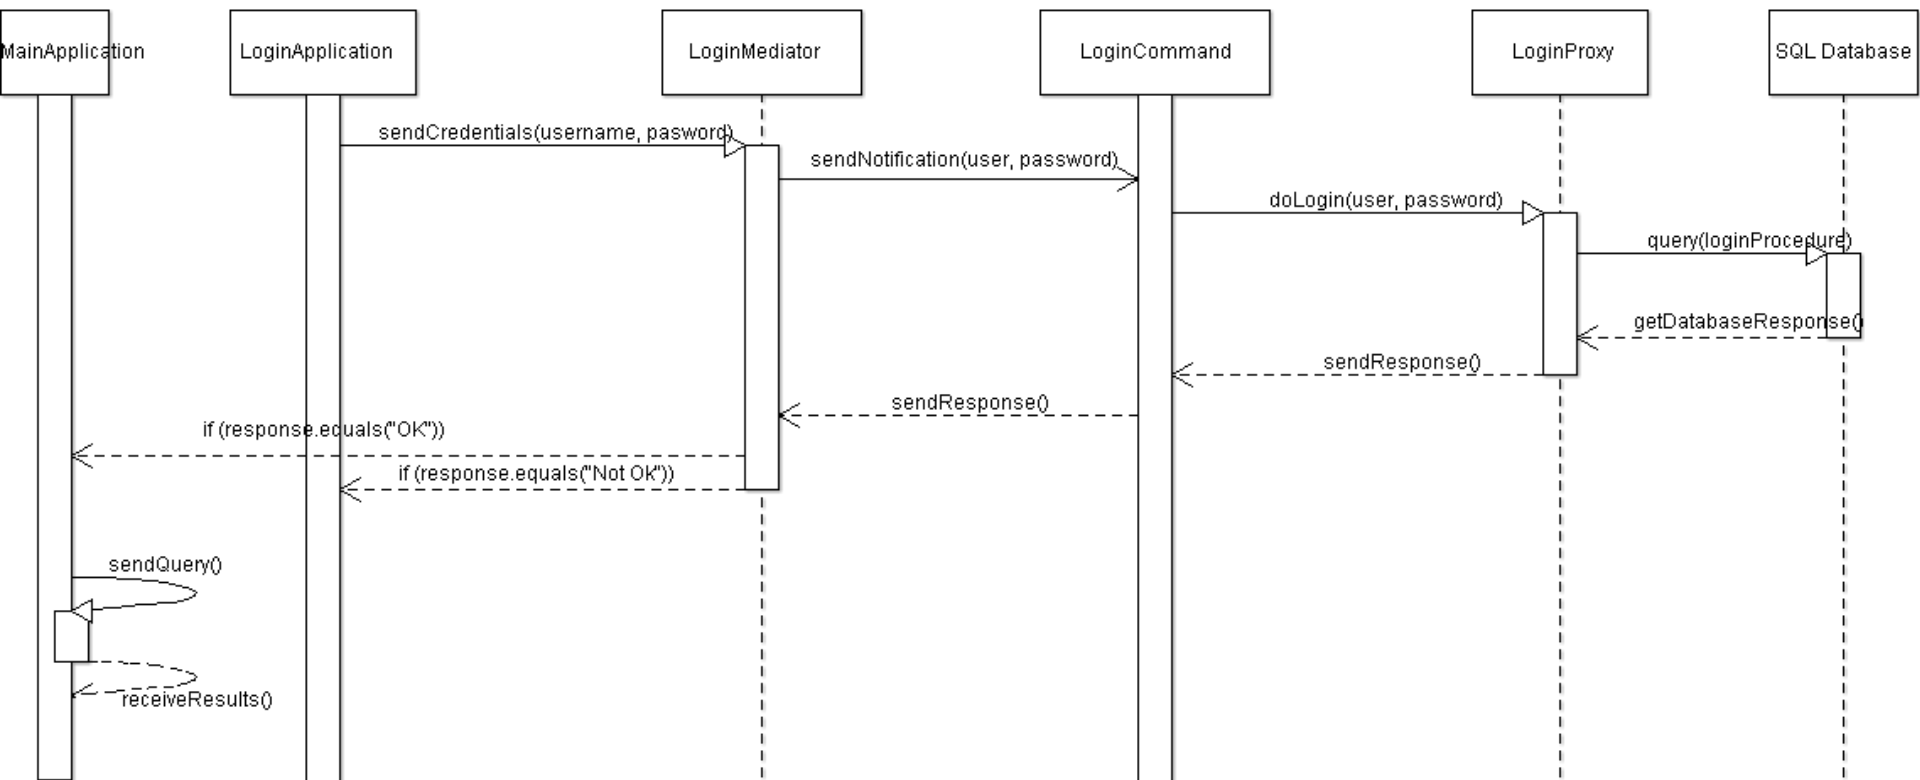 MainApplication
LoginApplication
LoginMediator
LoginCommand
LoginProxy
SQL Database
sendCredentials(username, pasword)
sendNotification(user, password)
doLogin(user, password)
query(loginProcedure)
getDatabaseResponse()
sendResponse()
sendResponse()
if (response.equals("OK"))
if (response.equals("Not Ok"))
sendQuery()
receiveResults()